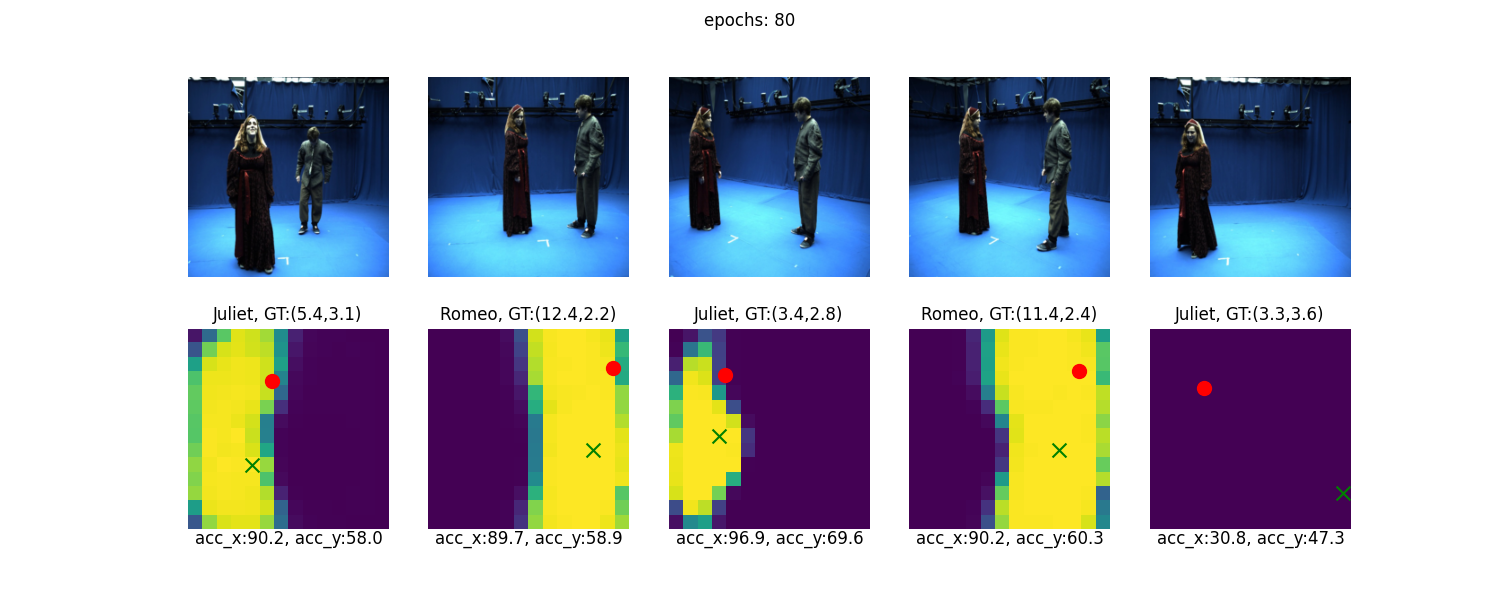 epochs: 80
Juliet, GT:(5.4,3.1)
Romeo, GT:(12.4,2.2)
Juliet, GT:(3.4,2.8)
Romeo, GT:(11.4,2.4)
Juliet, GT:(3.3,3.6)
acc_x:90.2, acc_y:58.0
acc_x:89.7, acc_y:58.9
acc_x:96.9, acc_y:69.6
acc_x:90.2, acc_y:60.3
acc_x:30.8, acc_y:47.3